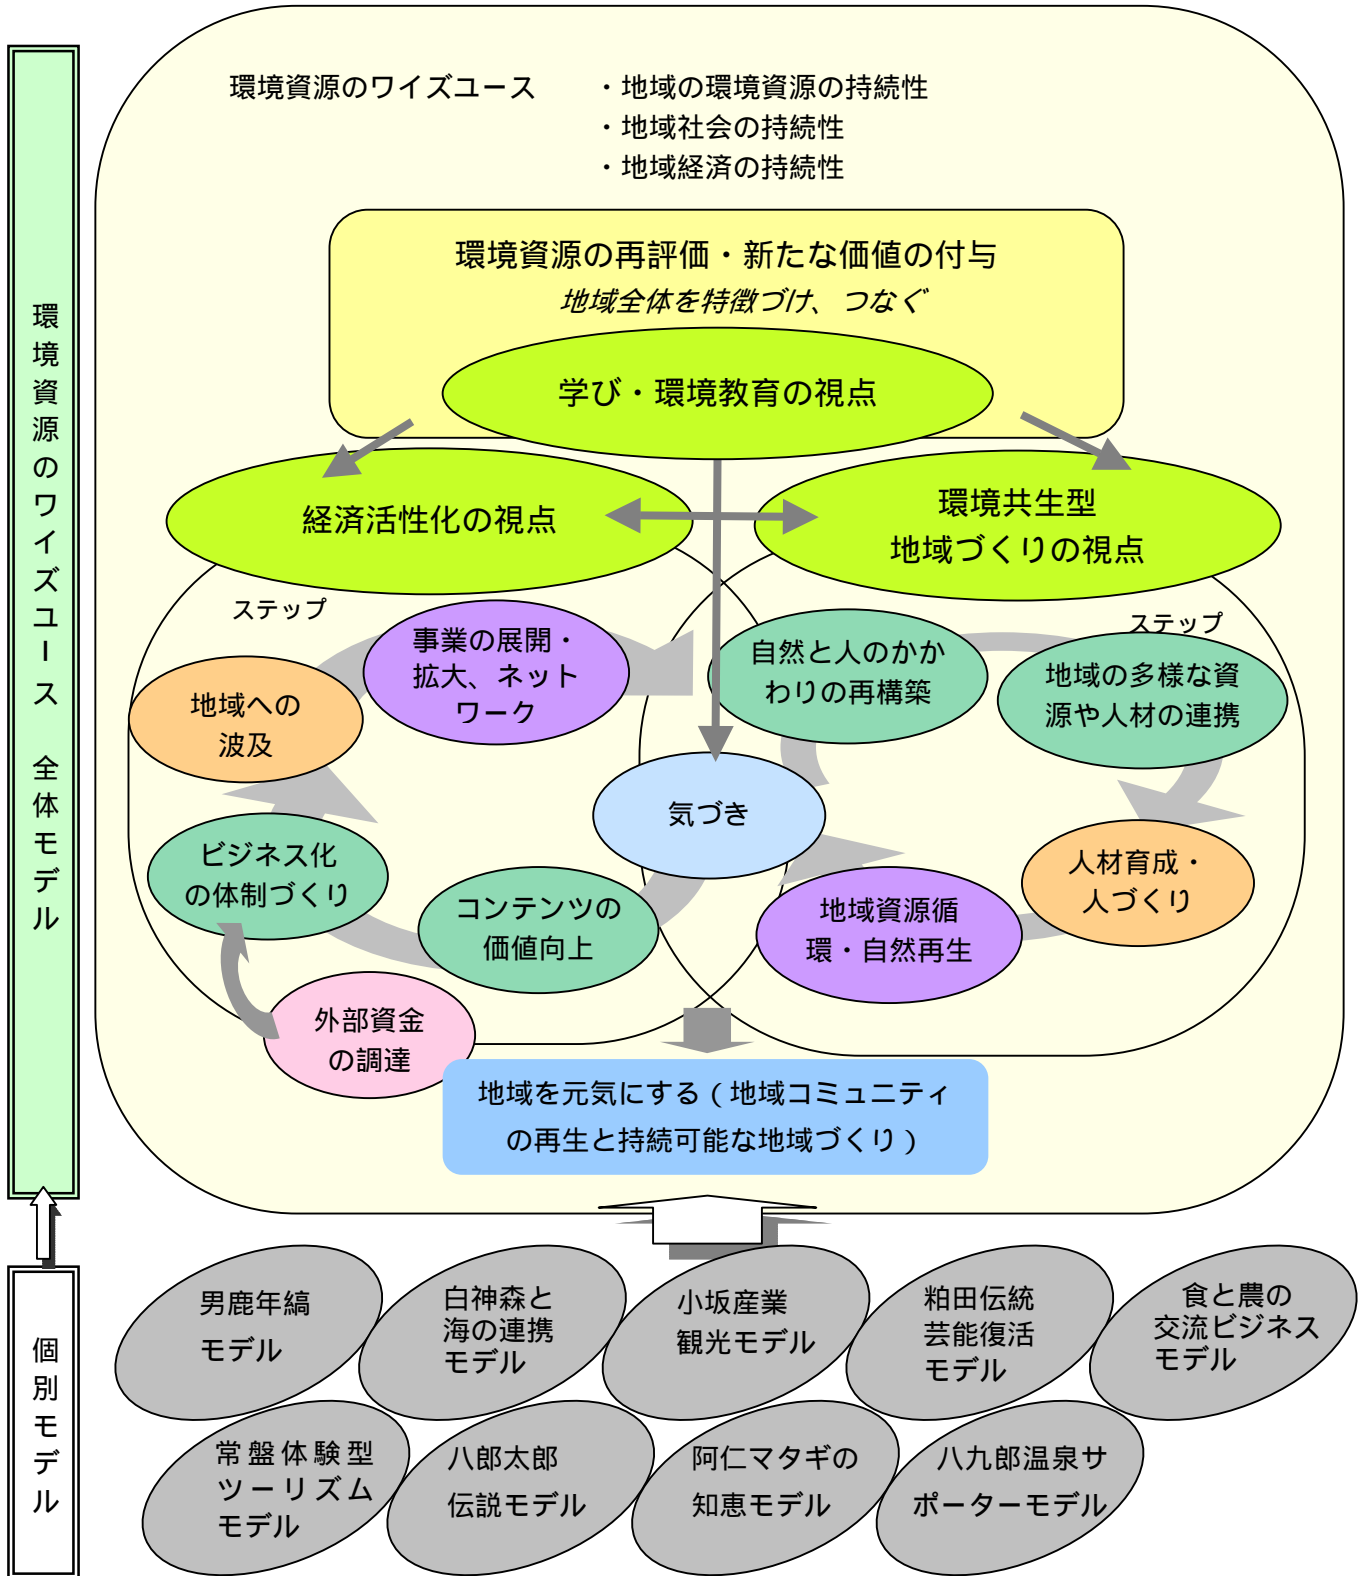 環境資源のワイズユース
・地域の環境資源の持続性
・地域社会の持続性
・地域経済の持続性
環境資源の再評価・新たな価値の付与
地域全体を特徴づけ、つなぐ
学び・環境教育の視点
経済活性化の視点
環境共生型
地域づくりの視点
ステップ
事業の展開・
拡大、ネット
ワーク
地域への
波及
ビジネス化
の体制づくり
コンテンツの
価値向上
外部資金
の調達
気づき
自然と人のかか
わりの再構築
ステップ
地域の多様な資
源や人材の連携
人材育成・
人づくり
地域資源循
環・自然再生
地域を元気にする（地域コミュニティ
の再生と持続可能な地域づくり）
環境資源のワイズユース　全体モデル
個別モデル
男鹿年縞
モデル
白神森と
海の連携
モデル
小坂産業
観光モデル
粕田伝統
芸能復活
モデル
食と農の
交流ビジネス
モデル
常盤体験型
ツーリズム
モデル
八郎太郎
伝説モデル
阿仁マタギの
知恵モデル
八九郎温泉サ
ポーターモデル